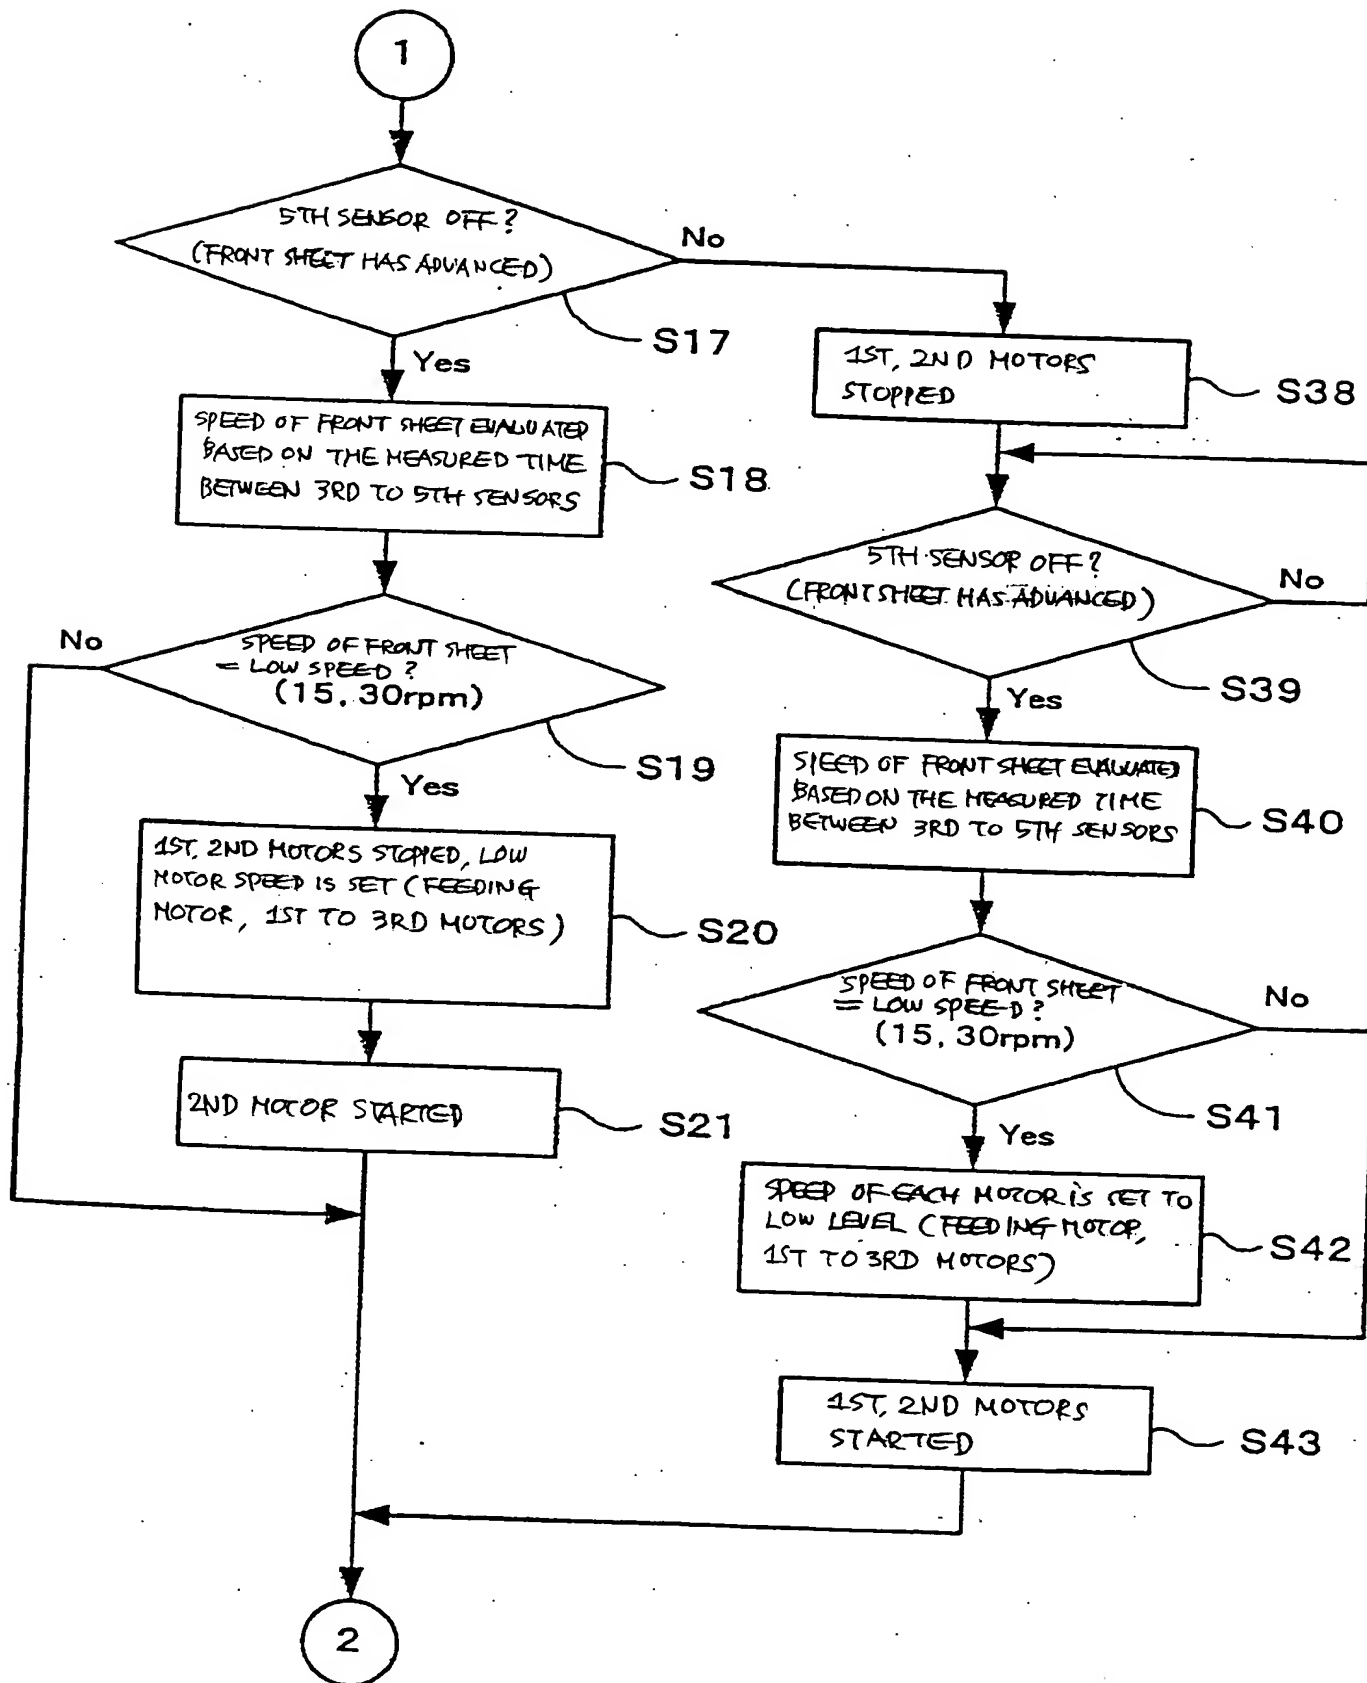 1
5TH SENSOR OFF?
(FRONT SHEET HAS ADVANCED)
No
S17
Yes
SPEED OF FRONT SHEET EVALUATED
BASED ON THE MEASURED TIME
BETWEEN 3RD TO 5TH SENSORS
S18
No
SPEED OF FRONT SHEET
= LOW SPEED?
(15, 30rpm)
S19
Yes
1ST, 2ND MOTORS STOPPED, LOW
MOTOR SPEED IS SET (FEEDING
MOTOR, 1ST TO 3RD MOTORS)
S20
2ND MOTOR STARTED
S21
1ST, 2ND MOTORS
STOPPED
S38
5TH SENSOR OFF?
(FRONT SHEET HAS ADVANCED)
No
S39
Yes
SPEED OF FRONT SHEET EVALUATED
BASED ON THE MEASURED TIME
BETWEEN 3RD TO 5TH SENSORS
S40
SPEED OF FRONT SHEET
= LOW SPEED?
(15, 30rpm)
No
S41
Yes
SPEED OF EACH MOTOR IS SET TO
LOW LEVEL (FEEDING MOTOR,
1ST TO 3RD MOTORS)
S42
1ST, 2ND MOTORS
STARTED
S43
2